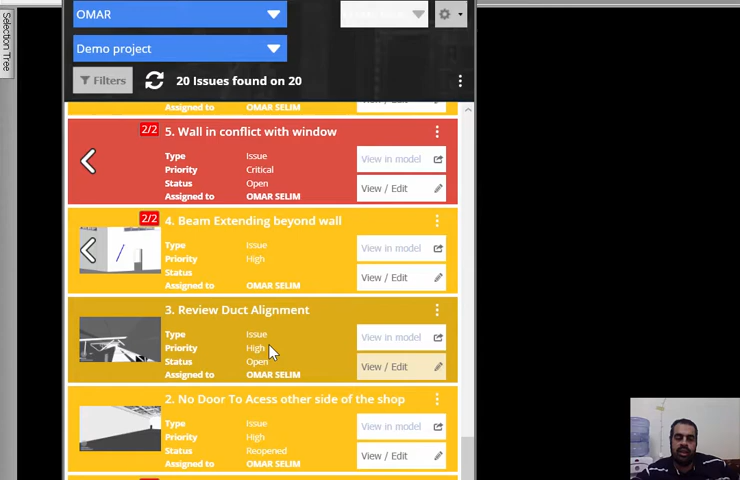 Selection Tree
OMAR
Demo project
Filters
20 Issues found on 20
Assigned to OMAR SELIM
View / Edit
2/2
5. Wall in conflict with window
Type Issue
Priority Critical
Status Open
Assigned to OMAR SELIM
View in model
View / Edit
2/2
4. Beam Extending beyond wall
Type Issue
Priority High
Status
Assigned to OMAR SELIM
View in model
View / Edit
3. Review Duct Alignment
Type Issue
Priority High
Status Open
Assigned to OMAR SELIM
View in model
View / Edit
2. No Door To Acess other side of the shop
Type Issue
Priority High
Status Reopened
Assigned to OMAR SELIM
View in model
View / Edit